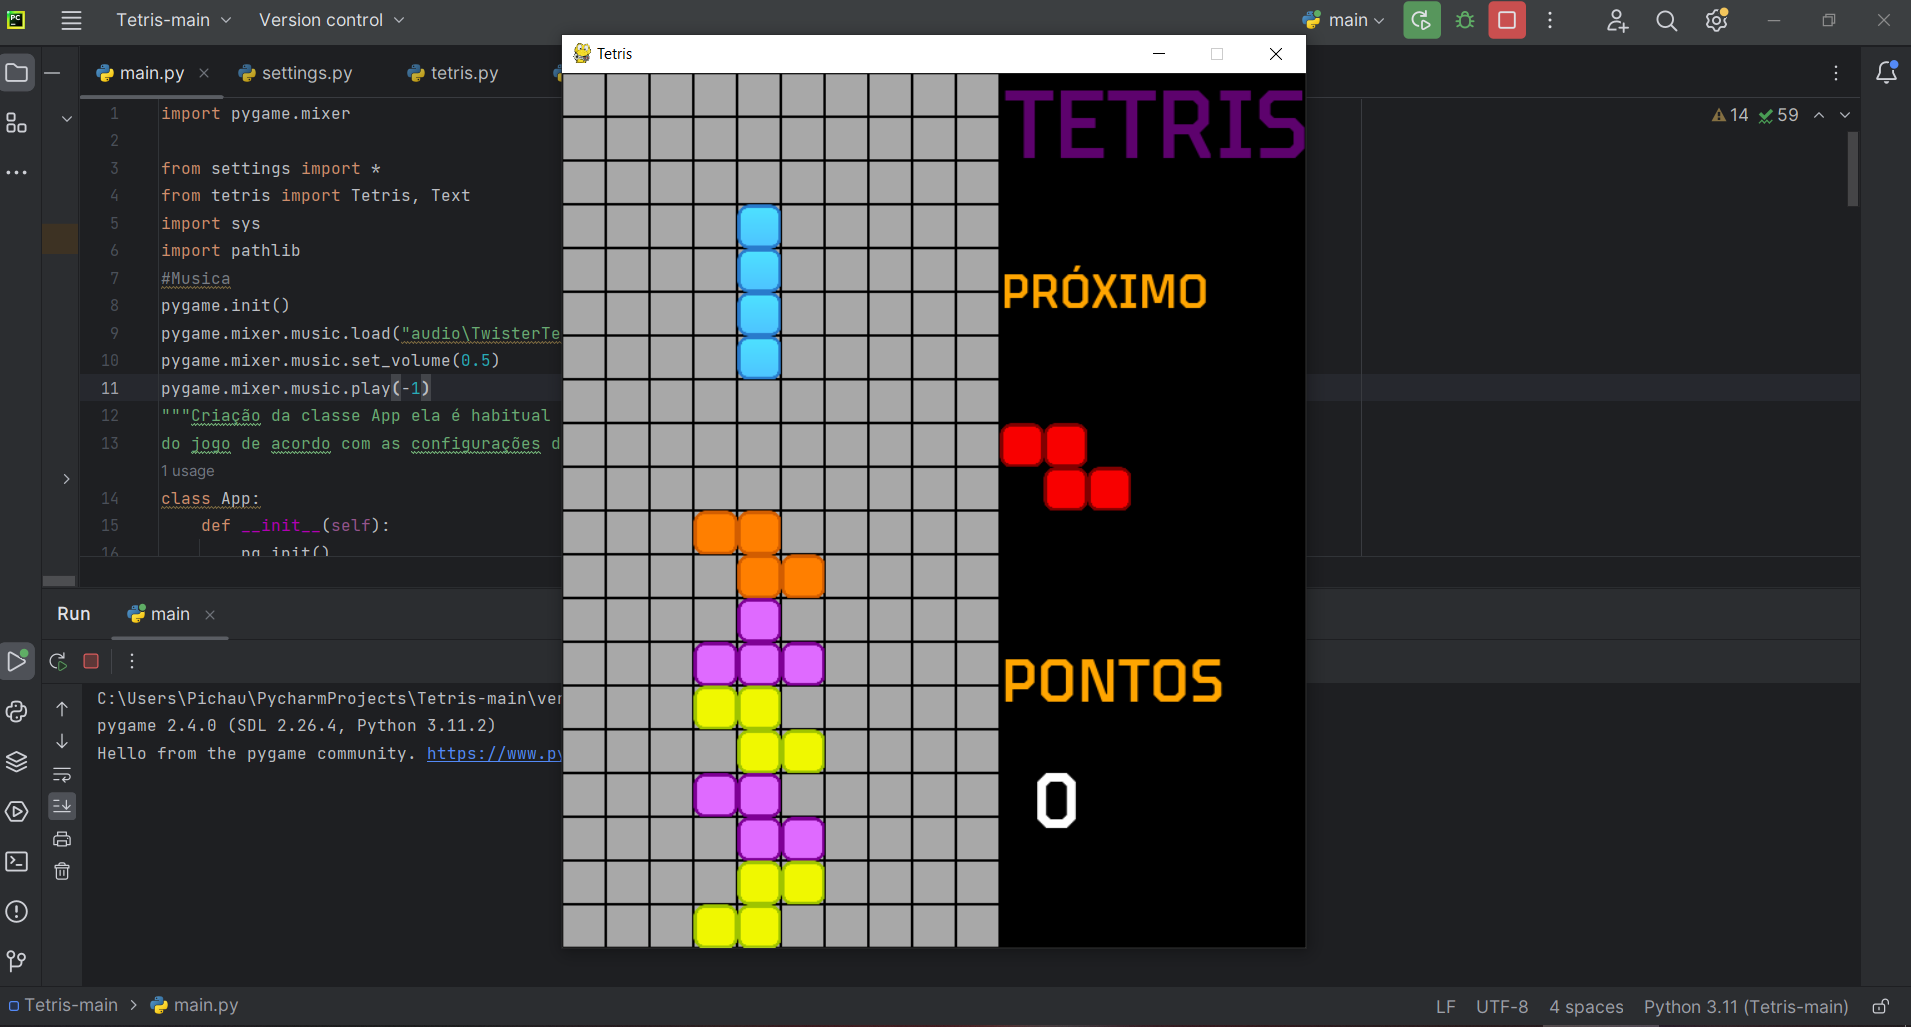 PC
Tetris-main
Version control
main
main.py
settings.py
tetris.py
14
59
1 import pygame.mixer
2
3 from settings import *
4 from tetris import Tetris, Text
5 import sys
6 import pathlib
7 #Musica
8 pygame.init()
9 pygame.mixer.music.load("audio\TwisterTe
10 pygame.mixer.music.set_volume(0.5)
11 pygame.mixer.music.play(-1)
12 """Criação da classe App ela é habitual
13 do jogo de acordo com as configurações d
1 usage
14 class App:
15 def __init__(self):
16 pg.init()
Tetris
TETRIS
PRÓXIMO
PONTOS
0
Run
main
C:\Users\Pichau\PycharmProjects\Tetris-main\ver
pygame 2.4.0 (SDL 2.26.4, Python 3.11.2)
Hello from the pygame community. https://www.py
Tetris-main
main.py
LF
UTF-8
4 spaces
Python 3.11 (Tetris-main)